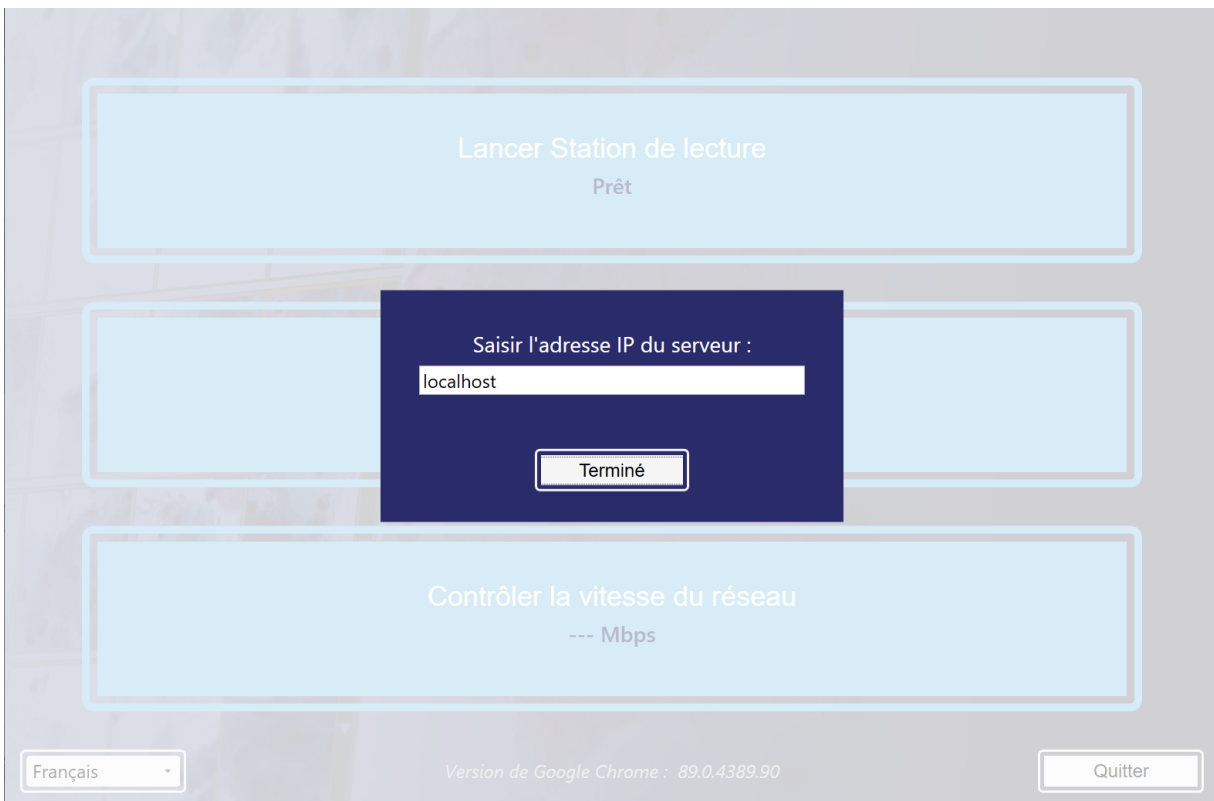 Lancer Station de lecture
Prêt
Saisir l'adresse IP du serveur :
localhost
Terminé
Contrôler la vitesse du réseau
--- Mbps
Français
Version de Google Chrome : 89.0.4389.90
Quitter